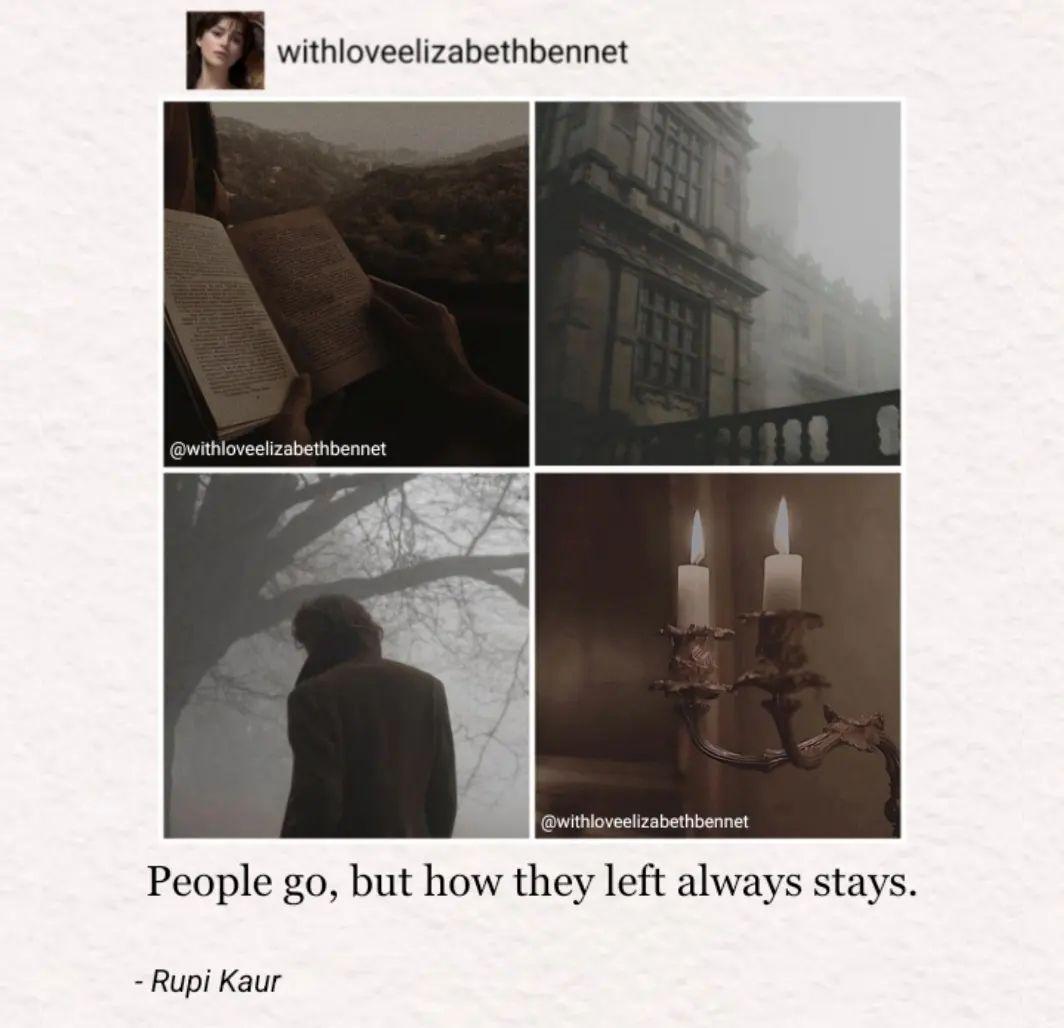 withloveelizabethbennet
@withloveelizabethbennet
@withloveelizabethbennet
People go, but how they left always stays.
- Rupi Kaur